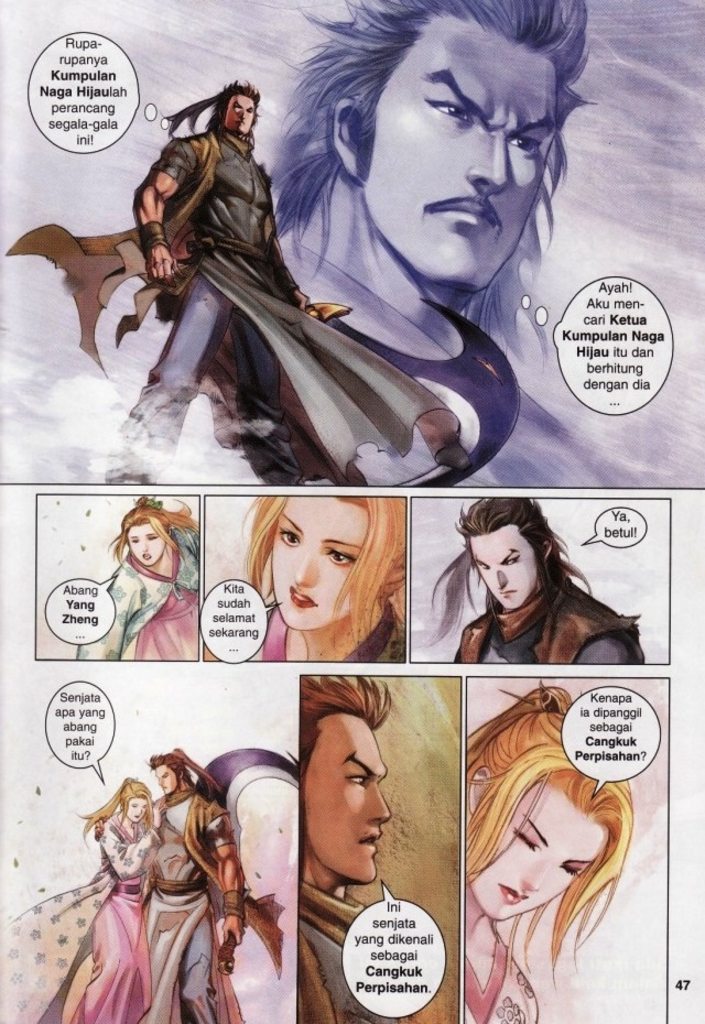 Rupa-
rupanya
Kumpulan
Naga Hijaulah
perancang
segala-gala
ini!
Ayah!
Aku men-
cari Ketua
Kumpulan Naga
Hijau itu dan
berhitung
dengan dia
...
Abang
Yang
Zheng
...
Kita
sudah
selamat
sekarang
...
Ya,
betul!
Senjata
apa yang
abang
pakai
itu?
Ini
senjata
yang dikenali
sebagai
Cangkuk
Perpisahan.
Kenapa
ia dipanggil
sebagai
Cangkuk
Perpisahan?
47